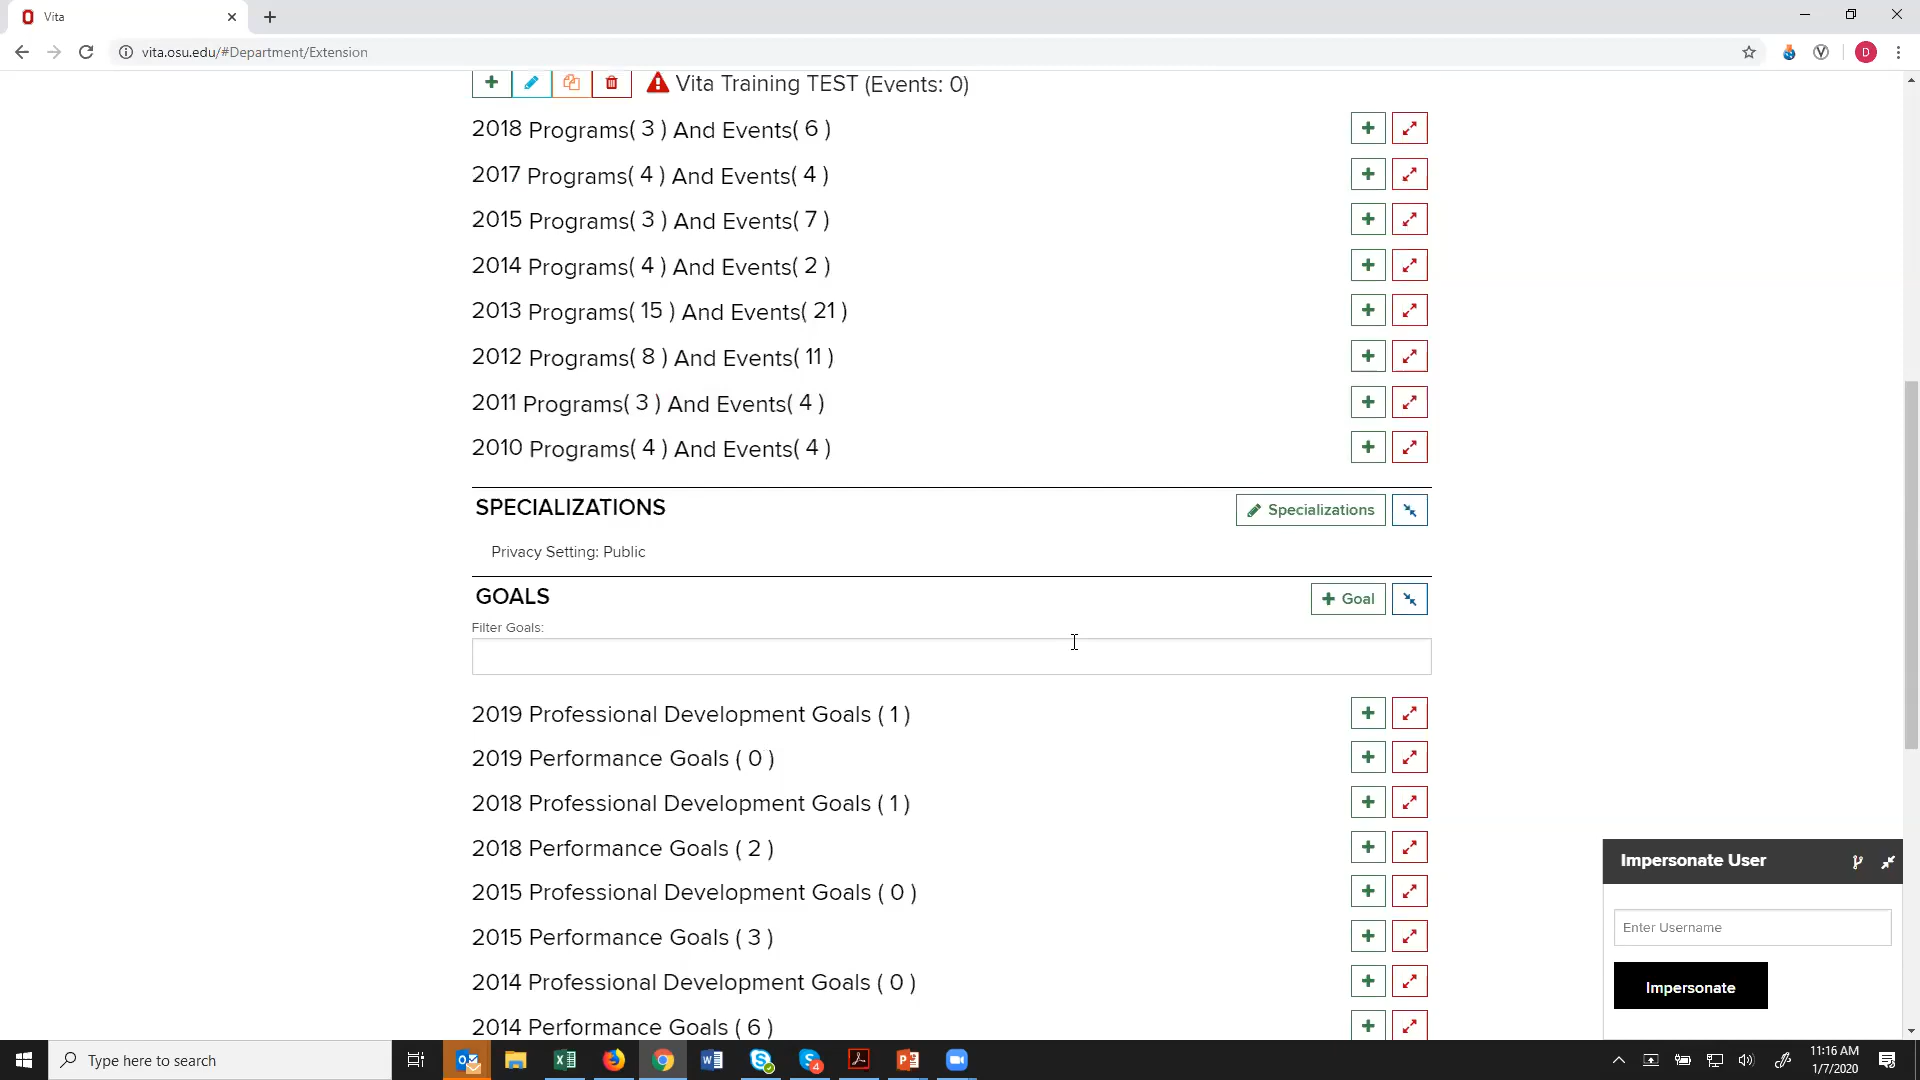 Vita
vita.osu.edu/#Department/Extension
D
Vita Training TEST (Events: 0)
2018 Programs( 3 ) And Events( 6 )
2017 Programs( 4 ) And Events( 4 )
2015 Programs( 3 ) And Events( 7 )
2014 Programs( 4 ) And Events( 2 )
2013 Programs( 15 ) And Events( 21 )
2012 Programs( 8 ) And Events( 11 )
2011 Programs( 3 ) And Events( 4 )
2010 Programs( 4 ) And Events( 4 )
SPECIALIZATIONS
Specializations
Privacy Setting: Public
GOALS
Goal
Filter Goals:
2019 Professional Development Goals ( 1 )
2019 Performance Goals ( 0 )
2018 Professional Development Goals ( 1 )
2018 Performance Goals ( 2 )
2015 Professional Development Goals ( 0 )
2015 Performance Goals ( 3 )
2014 Professional Development Goals ( 0 )
2014 Performance Goals ( 6 )
Impersonate User
Enter Username
Impersonate
Type here to search
4
11:16 AM
1/7/2020